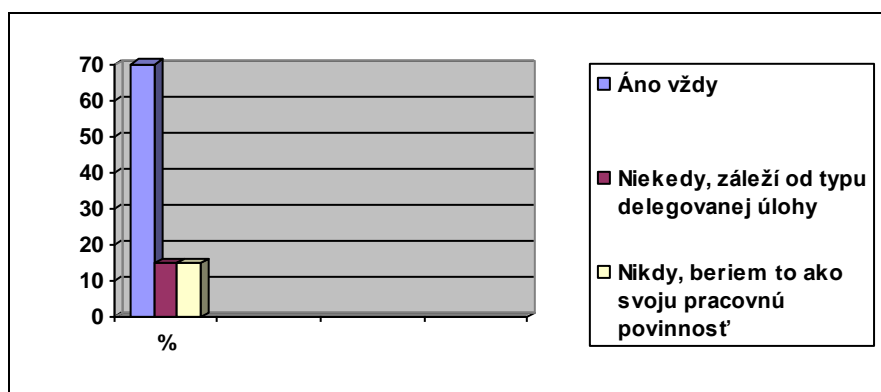 70
60
50
40
30
20
10
0
%
Áno vždy
Niekedy, záleží od typu
delegovanej úlohy
Nikdy, beriem to ako
svoju pracovnú
povinnosť